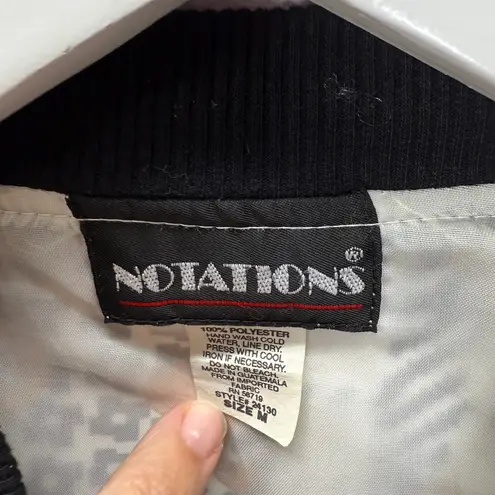 NOTATIONS®
100% POLYESTER
HAND WASH COLD
WATER, LINE DRY.
PRESS WITH COOL
IRON IF NECESSARY.
DO NOT BLEACH.
MADE IN GUATEMALA
FROM IMPORTED
FABRIC
RN 56719
STYLE# 24130
SIZE M